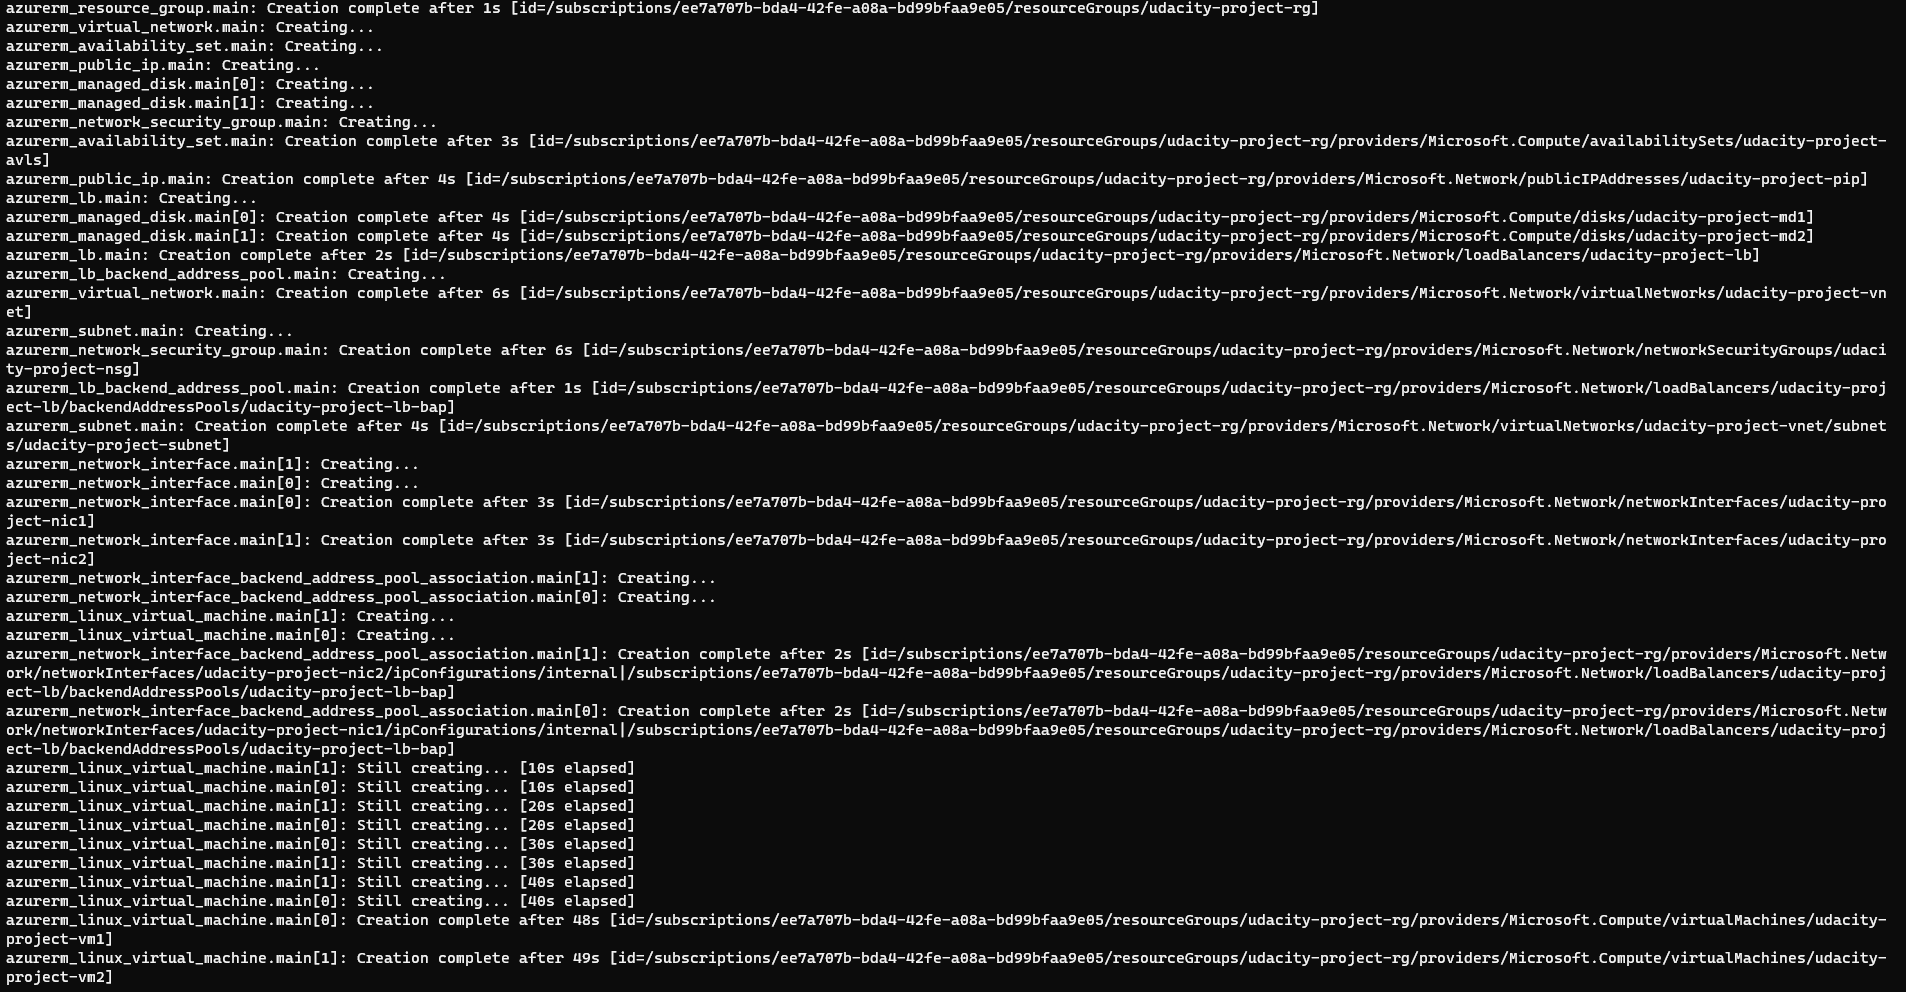 azurerm_resource_group.main: Creation complete after 1s [id=/subscriptions/ee7a707b-bda4-42fe-a08a-bd99bfaa9e05/resourceGroups/udacity-project-rg]
azurerm_virtual_network.main: Creating...
azurerm_availability_set.main: Creating...
azurerm_public_ip.main: Creating...
azurerm_managed_disk.main[0]: Creating...
azurerm_managed_disk.main[1]: Creating...
azurerm_network_security_group.main: Creating...
azurerm_availability_set.main: Creation complete after 3s [id=/subscriptions/ee7a707b-bda4-42fe-a08a-bd99bfaa9e05/resourceGroups/udacity-project-rg/providers/Microsoft.Compute/availabilitySets/udacity-project-
avls]
azurerm_public_ip.main: Creation complete after 4s [id=/subscriptions/ee7a707b-bda4-42fe-a08a-bd99bfaa9e05/resourceGroups/udacity-project-rg/providers/Microsoft.Network/publicIPAddresses/udacity-project-pip]
azurerm_lb.main: Creating...
azurerm_managed_disk.main[0]: Creation complete after 4s [id=/subscriptions/ee7a707b-bda4-42fe-a08a-bd99bfaa9e05/resourceGroups/udacity-project-rg/providers/Microsoft.Compute/disks/udacity-project-md1]
azurerm_managed_disk.main[1]: Creation complete after 4s [id=/subscriptions/ee7a707b-bda4-42fe-a08a-bd99bfaa9e05/resourceGroups/udacity-project-rg/providers/Microsoft.Compute/disks/udacity-project-md2]
azurerm_lb.main: Creation complete after 2s [id=/subscriptions/ee7a707b-bda4-42fe-a08a-bd99bfaa9e05/resourceGroups/udacity-project-rg/providers/Microsoft.Network/loadBalancers/udacity-project-lb]
azurerm_lb_backend_address_pool.main: Creating...
azurerm_virtual_network.main: Creation complete after 6s [id=/subscriptions/ee7a707b-bda4-42fe-a08a-bd99bfaa9e05/resourceGroups/udacity-project-rg/providers/Microsoft.Network/virtualNetworks/udacity-project-vn
et]
azurerm_subnet.main: Creating...
azurerm_network_security_group.main: Creation complete after 6s [id=/subscriptions/ee7a707b-bda4-42fe-a08a-bd99bfaa9e05/resourceGroups/udacity-project-rg/providers/Microsoft.Network/networkSecurityGroups/udaci
ty-project-nsg]
azurerm_lb_backend_address_pool.main: Creation complete after 1s [id=/subscriptions/ee7a707b-bda4-42fe-a08a-bd99bfaa9e05/resourceGroups/udacity-project-rg/providers/Microsoft.Network/loadBalancers/udacity-proj
ect-lb/backendAddressPools/udacity-project-lb-bap]
azurerm_subnet.main: Creation complete after 4s [id=/subscriptions/ee7a707b-bda4-42fe-a08a-bd99bfaa9e05/resourceGroups/udacity-project-rg/providers/Microsoft.Network/virtualNetworks/udacity-project-vnet/subnet
s/udacity-project-subnet]
azurerm_network_interface.main[1]: Creating...
azurerm_network_interface.main[0]: Creating...
azurerm_network_interface.main[0]: Creation complete after 3s [id=/subscriptions/ee7a707b-bda4-42fe-a08a-bd99bfaa9e05/resourceGroups/udacity-project-rg/providers/Microsoft.Network/networkInterfaces/udacity-pro
ject-nic1]
azurerm_network_interface.main[1]: Creation complete after 3s [id=/subscriptions/ee7a707b-bda4-42fe-a08a-bd99bfaa9e05/resourceGroups/udacity-project-rg/providers/Microsoft.Network/networkInterfaces/udacity-pro
ject-nic2]
azurerm_network_interface_backend_address_pool_association.main[1]: Creating...
azurerm_network_interface_backend_address_pool_association.main[0]: Creating...
azurerm_linux_virtual_machine.main[1]: Creating...
azurerm_linux_virtual_machine.main[0]: Creating...
azurerm_network_interface_backend_address_pool_association.main[1]: Creation complete after 2s [id=/subscriptions/ee7a707b-bda4-42fe-a08a-bd99bfaa9e05/resourceGroups/udacity-project-rg/providers/Microsoft.Netw
ork/networkInterfaces/udacity-project-nic2/ipConfigurations/internal|/subscriptions/ee7a707b-bda4-42fe-a08a-bd99bfaa9e05/resourceGroups/udacity-project-rg/providers/Microsoft.Network/loadBalancers/udacity-proj
ect-lb/backendAddressPools/udacity-project-lb-bap]
azurerm_network_interface_backend_address_pool_association.main[0]: Creation complete after 2s [id=/subscriptions/ee7a707b-bda4-42fe-a08a-bd99bfaa9e05/resourceGroups/udacity-project-rg/providers/Microsoft.Netw
ork/networkInterfaces/udacity-project-nic1/ipConfigurations/internal|/subscriptions/ee7a707b-bda4-42fe-a08a-bd99bfaa9e05/resourceGroups/udacity-project-rg/providers/Microsoft.Network/loadBalancers/udacity-proj
ect-lb/backendAddressPools/udacity-project-lb-bap]
azurerm_linux_virtual_machine.main[1]: Still creating... [10s elapsed]
azurerm_linux_virtual_machine.main[0]: Still creating... [10s elapsed]
azurerm_linux_virtual_machine.main[1]: Still creating... [20s elapsed]
azurerm_linux_virtual_machine.main[0]: Still creating... [20s elapsed]
azurerm_linux_virtual_machine.main[0]: Still creating... [30s elapsed]
azurerm_linux_virtual_machine.main[1]: Still creating... [30s elapsed]
azurerm_linux_virtual_machine.main[1]: Still creating... [40s elapsed]
azurerm_linux_virtual_machine.main[0]: Still creating... [40s elapsed]
azurerm_linux_virtual_machine.main[0]: Creation complete after 48s [id=/subscriptions/ee7a707b-bda4-42fe-a08a-bd99bfaa9e05/resourceGroups/udacity-project-rg/providers/Microsoft.Compute/virtualMachines/udacity-
project-vm1]
azurerm_linux_virtual_machine.main[1]: Creation complete after 49s [id=/subscriptions/ee7a707b-bda4-42fe-a08a-bd99bfaa9e05/resourceGroups/udacity-project-rg/providers/Microsoft.Compute/virtualMachines/udacity-
project-vm2]